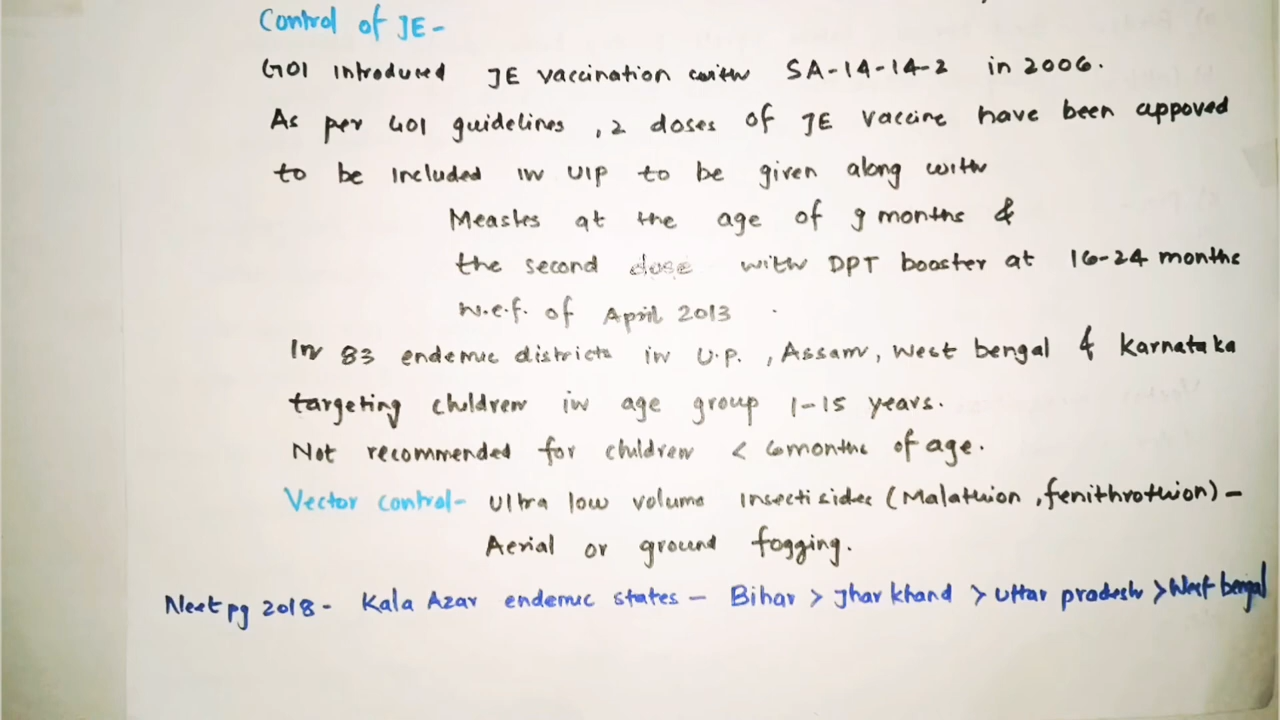 Control of JE-
GOI Introduced JE vaccination with SA-14-14-2 in 2006.
As per GOI guidelines, 2 doses of JE vaccine have been appoved
to be included in UIP to be given along with
Measles at the age of 9 months &
the second dose with DPT booster at 16-24 months
w.e.f. of April 2013
In 83 endemic districts in U.P., Assam, West bengal & Karnataka
targeting children in age group 1-15 years.
Not recommended for children < 6months of age.
Vector control- Ultra low volume Insectisides (Malathion, fenithrothion) -
Aerial or ground fogging.
Neet pg 2018- Kala Azar endemic states - Bihar > Jharkhand > Uttar pradesh > West bengal